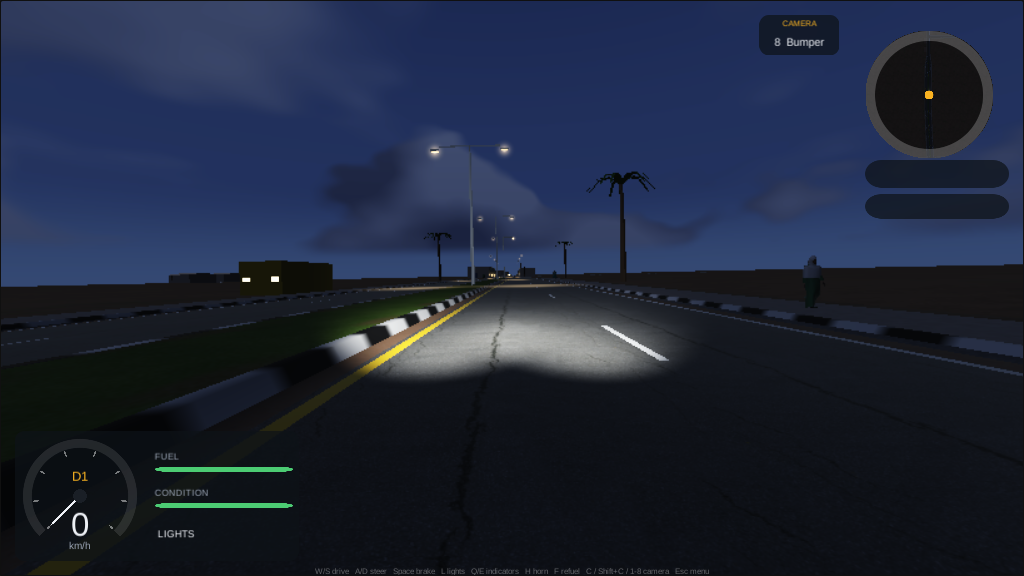 CAMERA
8 Bumper
D1
0
km/h
FUEL
CONDITION
LIGHTS
W/S drive A/D steer Space brake L lights Q/E indicators H horn F refuel C / Shift+C / 1-8 camera Esc menu